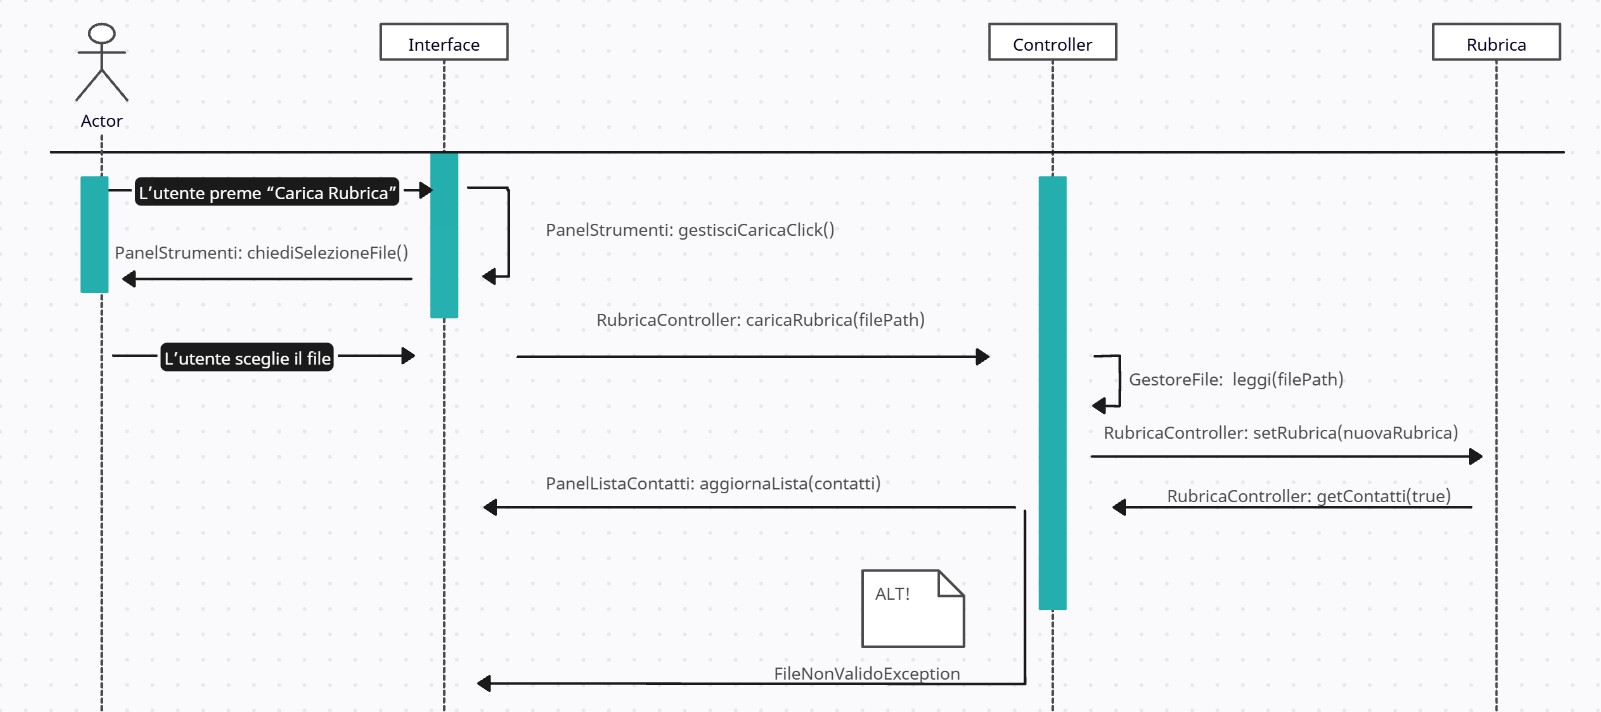 Interface
Controller
Rubrica
Actor
L’utente preme “Carica Rubrica”
PanelStrumenti: gestisciCaricaClick()
PanelStrumenti: chiediSelezioneFile()
RubricaController: caricaRubrica(filePath)
L’utente sceglie il file
GestoreFile:  leggi(filePath)
RubricaController: setRubrica(nuovaRubrica)
PanelListaContatti: aggiornaLista(contatti)
RubricaController: getContatti(true)
ALT!
FileNonValidoException